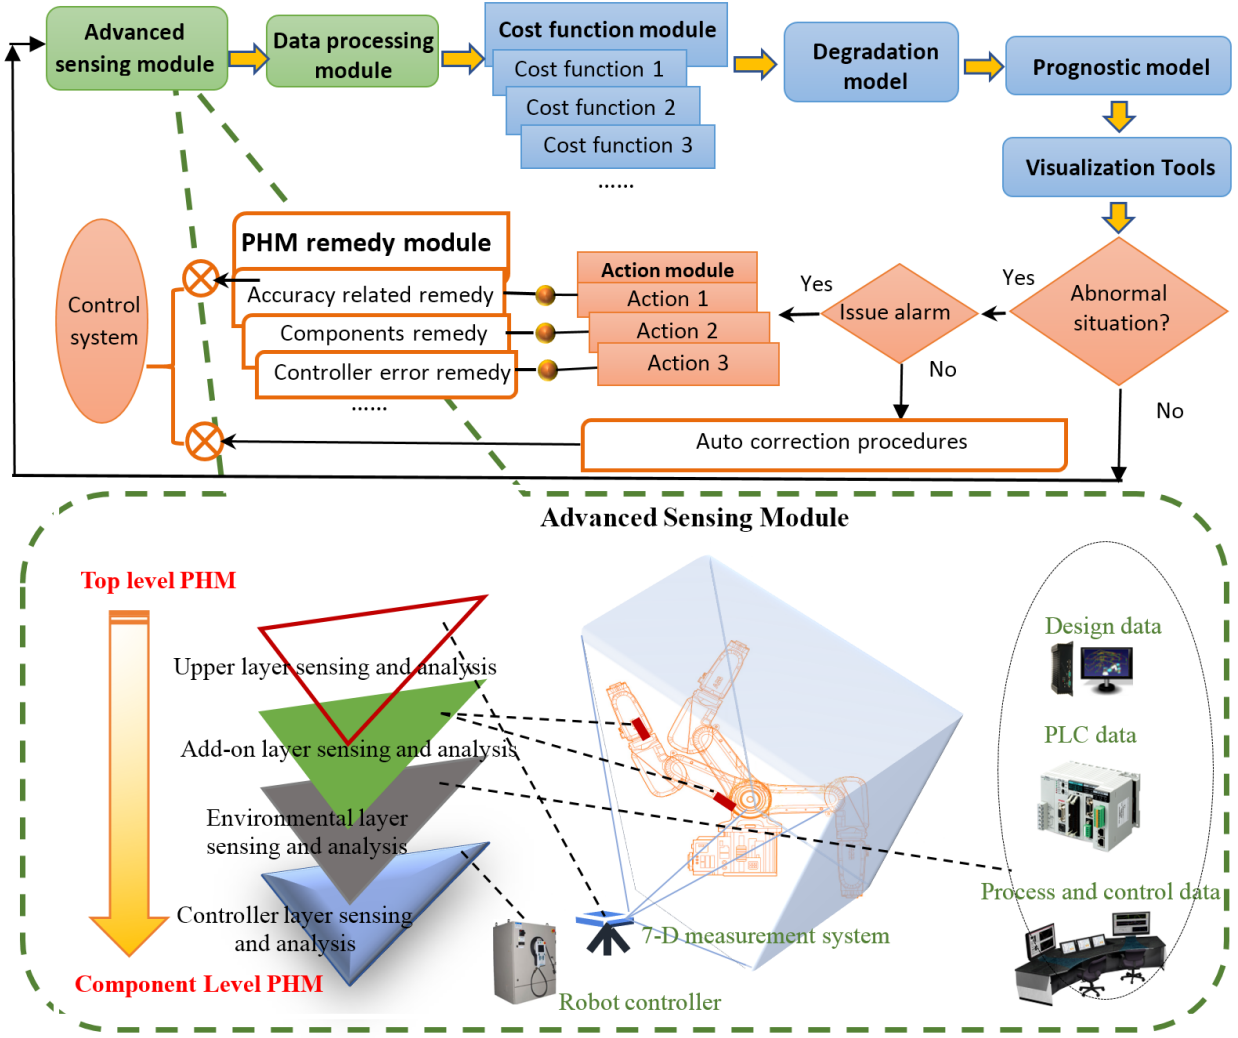 Advanced
sensing module
Data processing
module
Cost function module
Cost function 1
Cost function 2
Cost function 3
......
Degradation
model
Prognostic model
Visualization Tools
Abnormal
situation?
Yes
No
Issue alarm
Yes
No
Action module
Action 1
Action 2
Action 3
PHM remedy module
Accuracy related remedy
Components remedy
Controller error remedy
......
Control
system
Auto correction procedures
Advanced Sensing Module
Top level PHM
Component Level PHM
Upper layer sensing and analysis
Add-on layer sensing and analysis
Environmental layer
sensing and analysis
Controller layer sensing
and analysis
Robot controller
7-D measurement system
Design data
PLC data
Process and control data